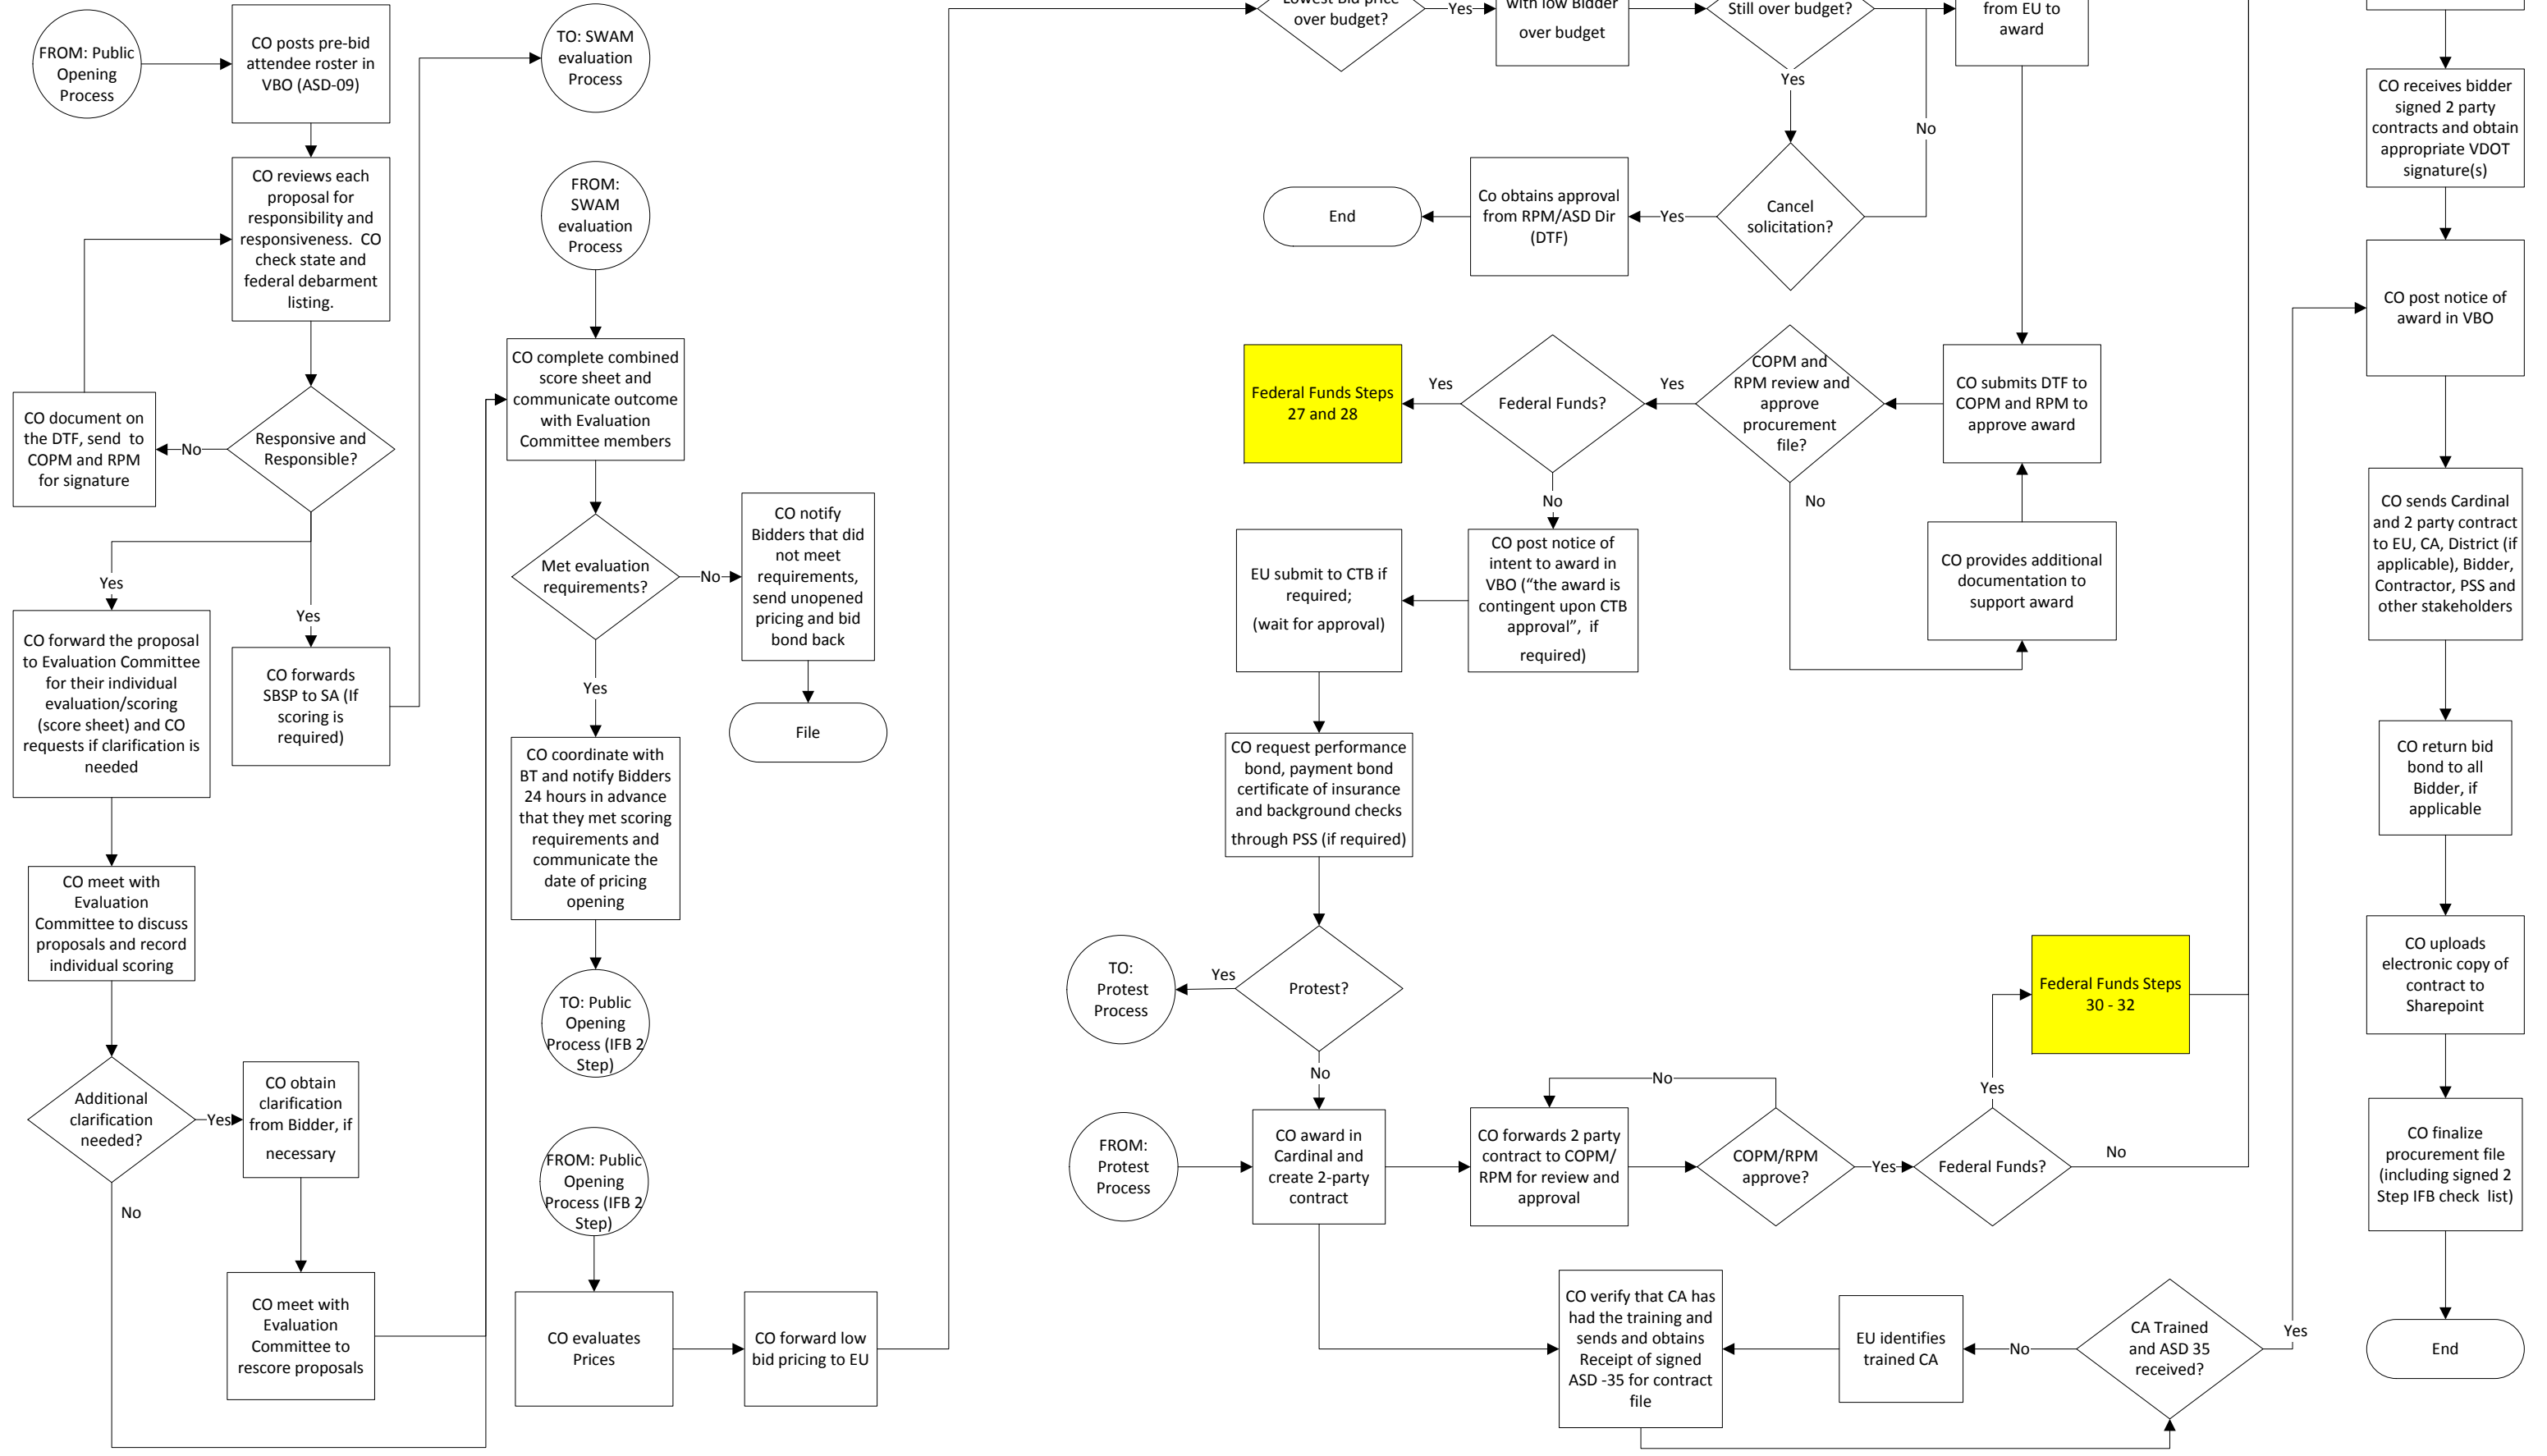 FROM: Public
Opening
Process
CO posts pre-bid
attendee roster in
VBO (ASD-09)
CO reviews each
proposal for
responsibility and
responsiveness.  CO
check state and
federal debarment
listing.
CO document on
the DTF, send  to
COPM and RPM
for signature
No
Responsive and
Responsible?
Yes
Yes
CO forward the proposal
to Evaluation Committee
for their individual
evaluation/scoring
(score sheet) and CO
requests if clarification is
needed
CO forwards
SBSP to SA (If
scoring is
required)
CO meet with
Evaluation
Committee to discuss
proposals and record
individual scoring
Additional
clarification
needed?
Yes
CO obtain
clarification
from Bidder, if
necessary
No
CO meet with
Evaluation
Committee to
rescore proposals
TO: SWAM
evaluation
Process
FROM:
SWAM
evaluation
Process
CO complete combined
score sheet and
communicate outcome
with Evaluation
Committee members
Met evaluation
requirements?
No
CO notify
Bidders that did
not meet
requirements,
send unopened
pricing and bid
bond back
File
Yes
CO coordinate with
BT and notify Bidders
24 hours in advance
that they met scoring
requirements and
communicate the
date of pricing
opening
TO: Public
Opening
Process (IFB 2
Step)
FROM: Public
Opening
Process (IFB 2
Step)
CO evaluates
Prices
CO forward low
bid pricing to EU
Lowest Bid price
over budget?
Yes
with low Bidder
over budget
Still over budget?
from EU to
award
Yes
No
Cancel
solicitation?
Yes
Co obtains approval
from RPM/ASD Dir
(DTF)
End
CO submits DTF to
COPM and RPM to
approve award
COPM and
RPM review and
approve
procurement
file?
Yes
Federal Funds?
Yes
Federal Funds Steps
27 and 28
No
No
CO provides additional
documentation to
support award
CO post notice of
intent to award in
VBO (“the award is
contingent upon CTB
approval”,  if
required)
EU submit to CTB if
required;
(wait for approval)
CO request performance
bond, payment bond
certificate of insurance
and background checks
through PSS (if required)
Protest?
Yes
TO:
Protest
Process
No
FROM:
Protest
Process
CO award in
Cardinal and
create 2-party
contract
CO forwards 2 party
contract to COPM/
RPM for review and
approval
No
COPM/RPM
approve?
Yes
Federal Funds?
Yes
Federal Funds Steps
30 - 32
No
CO verify that CA has
had the training and
sends and obtains
Receipt of signed
ASD -35 for contract
file
EU identifies
trained CA
No
CA Trained
and ASD 35
received?
Yes
CO receives bidder
signed 2 party
contracts and obtain
appropriate VDOT
signature(s)
CO post notice of
award in VBO
CO sends Cardinal
and 2 party contract
to EU, CA, District (if
applicable), Bidder,
Contractor, PSS and
other stakeholders
CO return bid
bond to all
Bidder, if
applicable
CO uploads
electronic copy of
contract to
Sharepoint
CO finalize
procurement file
(including signed 2
Step IFB check  list)
End